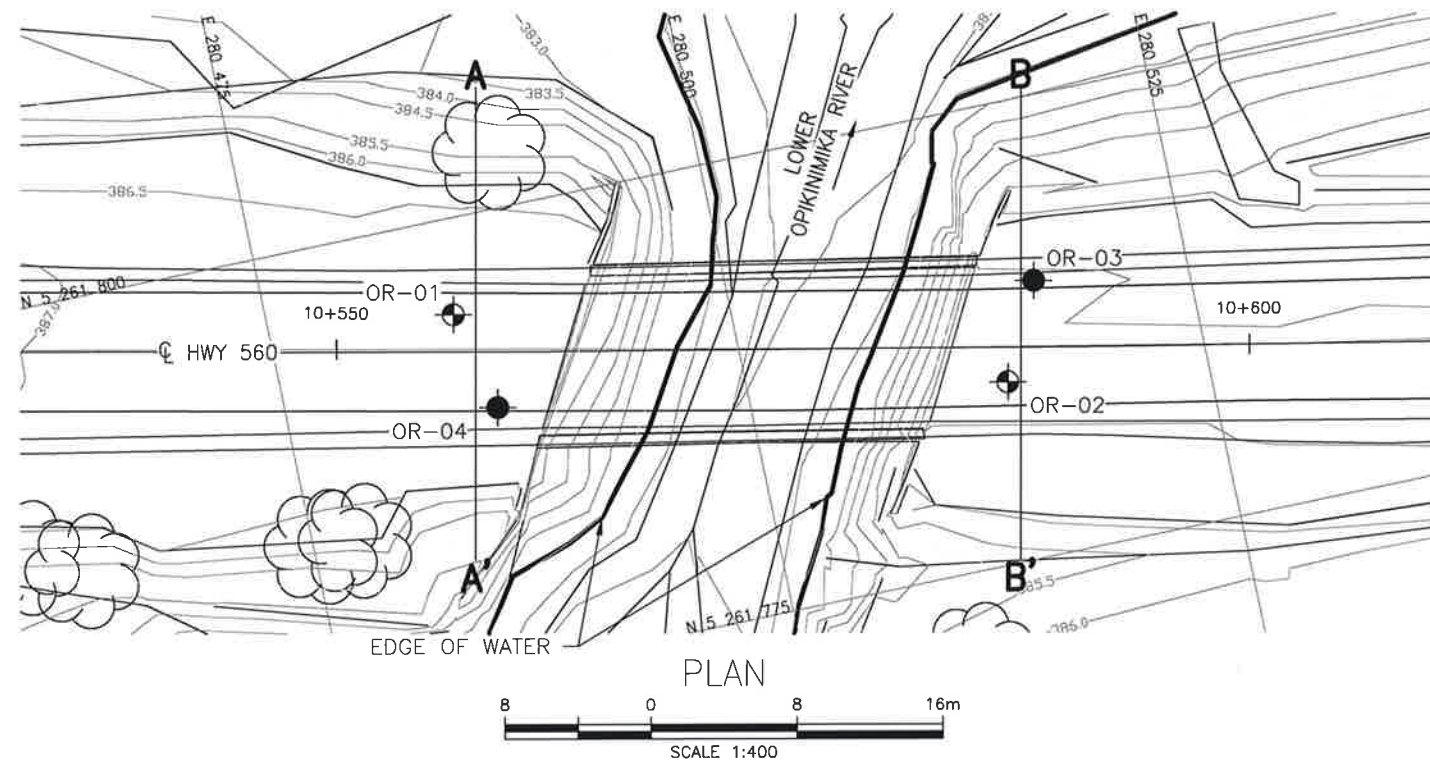 E 280 475
383.0
E 280 500
383.
E 280 525
A
B
384.0
383.5
384.5
385.5
386.0
386.5
LOWER
OPIKINIMIKA RIVER
N 5 261 800
387.0
OR-01
OR-03
10+550
10+600
℄ HWY 560
OR-02
OR-04
A'
B'
385.5
N 5 261 775
386.0
EDGE OF WATER
PLAN
8 0 8 16m
SCALE 1:400